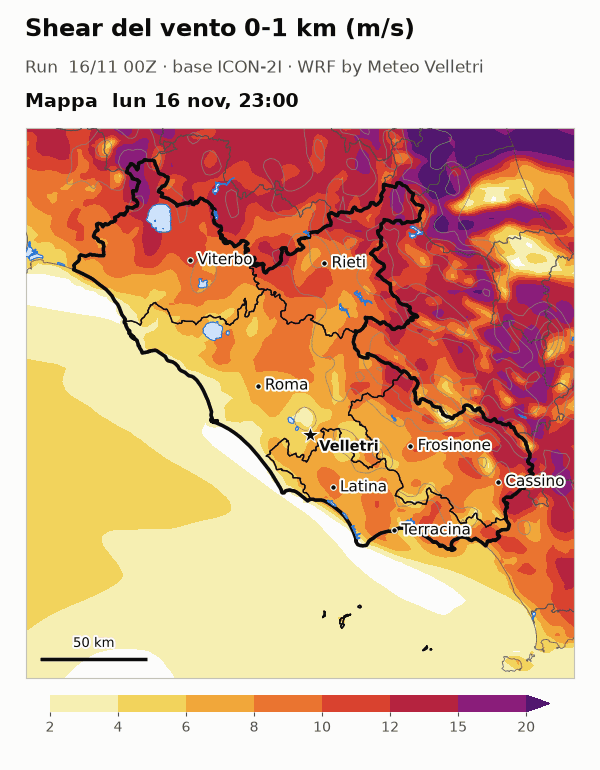 Shear del vento 0-1 km (m/s)
Run  16/11 00Z · base ICON-2I · WRF by Meteo Velletri
Mappa  lun 16 nov, 23:00
Viterbo
Rieti
Roma
Velletri
Frosinone
Latina
Cassino
Terracina
50 km
2 4 6 8 10 12 15 20